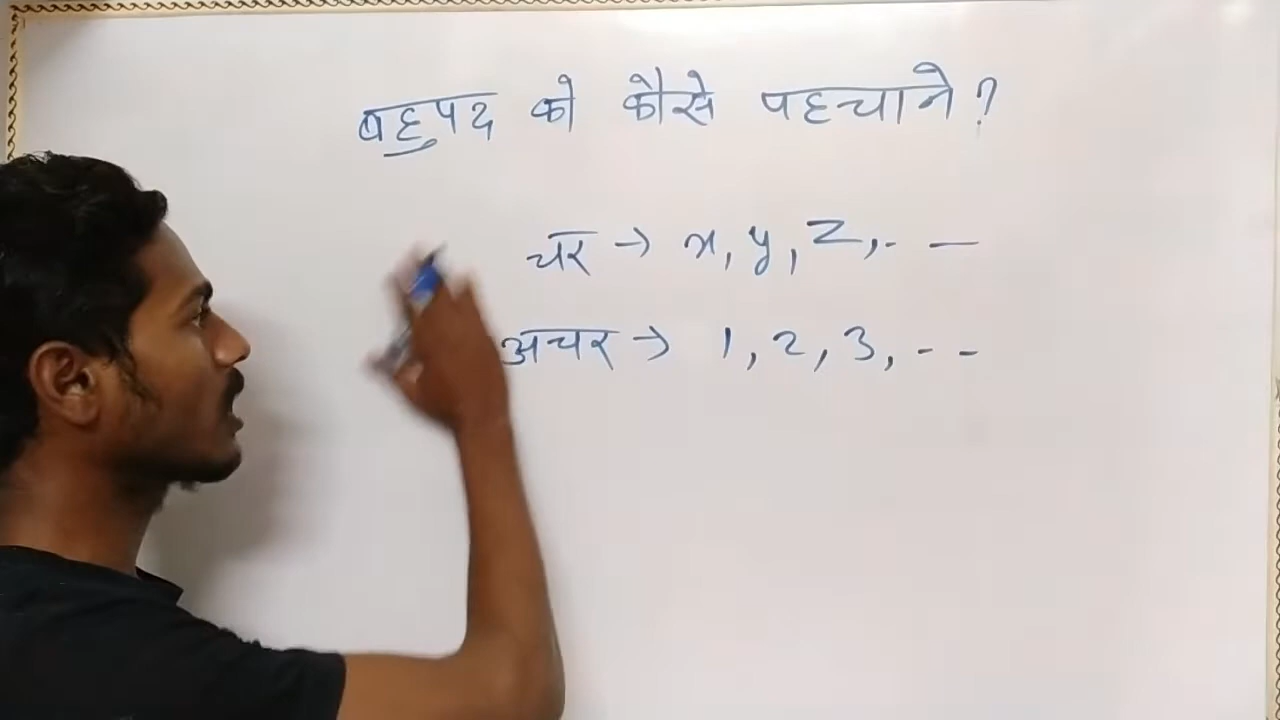 बहुपद को कैसे पहचाने?
चर → x, y, z, . —
अचर → 1, 2, 3, - -